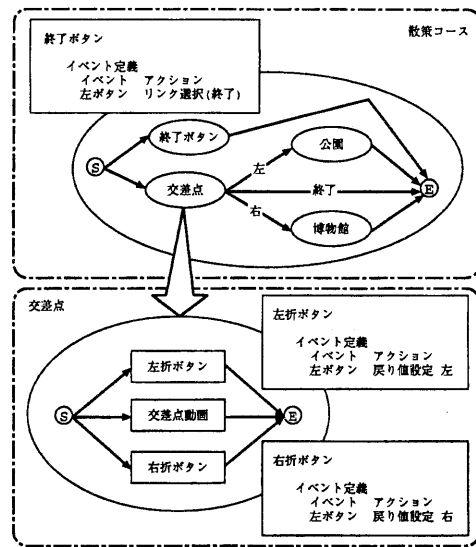 散策コース
終了ボタン
イベント定義
イベント アクション
左ボタン リンク選択(終了)
終了ボタン
公園
左
S
交差点
終了
E
右
博物館
交差点
左折ボタン
イベント定義
イベント アクション
左ボタン 戻り値設定 左
左折ボタン
S
交差点動画
E
右折ボタン
右折ボタン
イベント定義
イベント アクション
左ボタン 戻り値設定 右